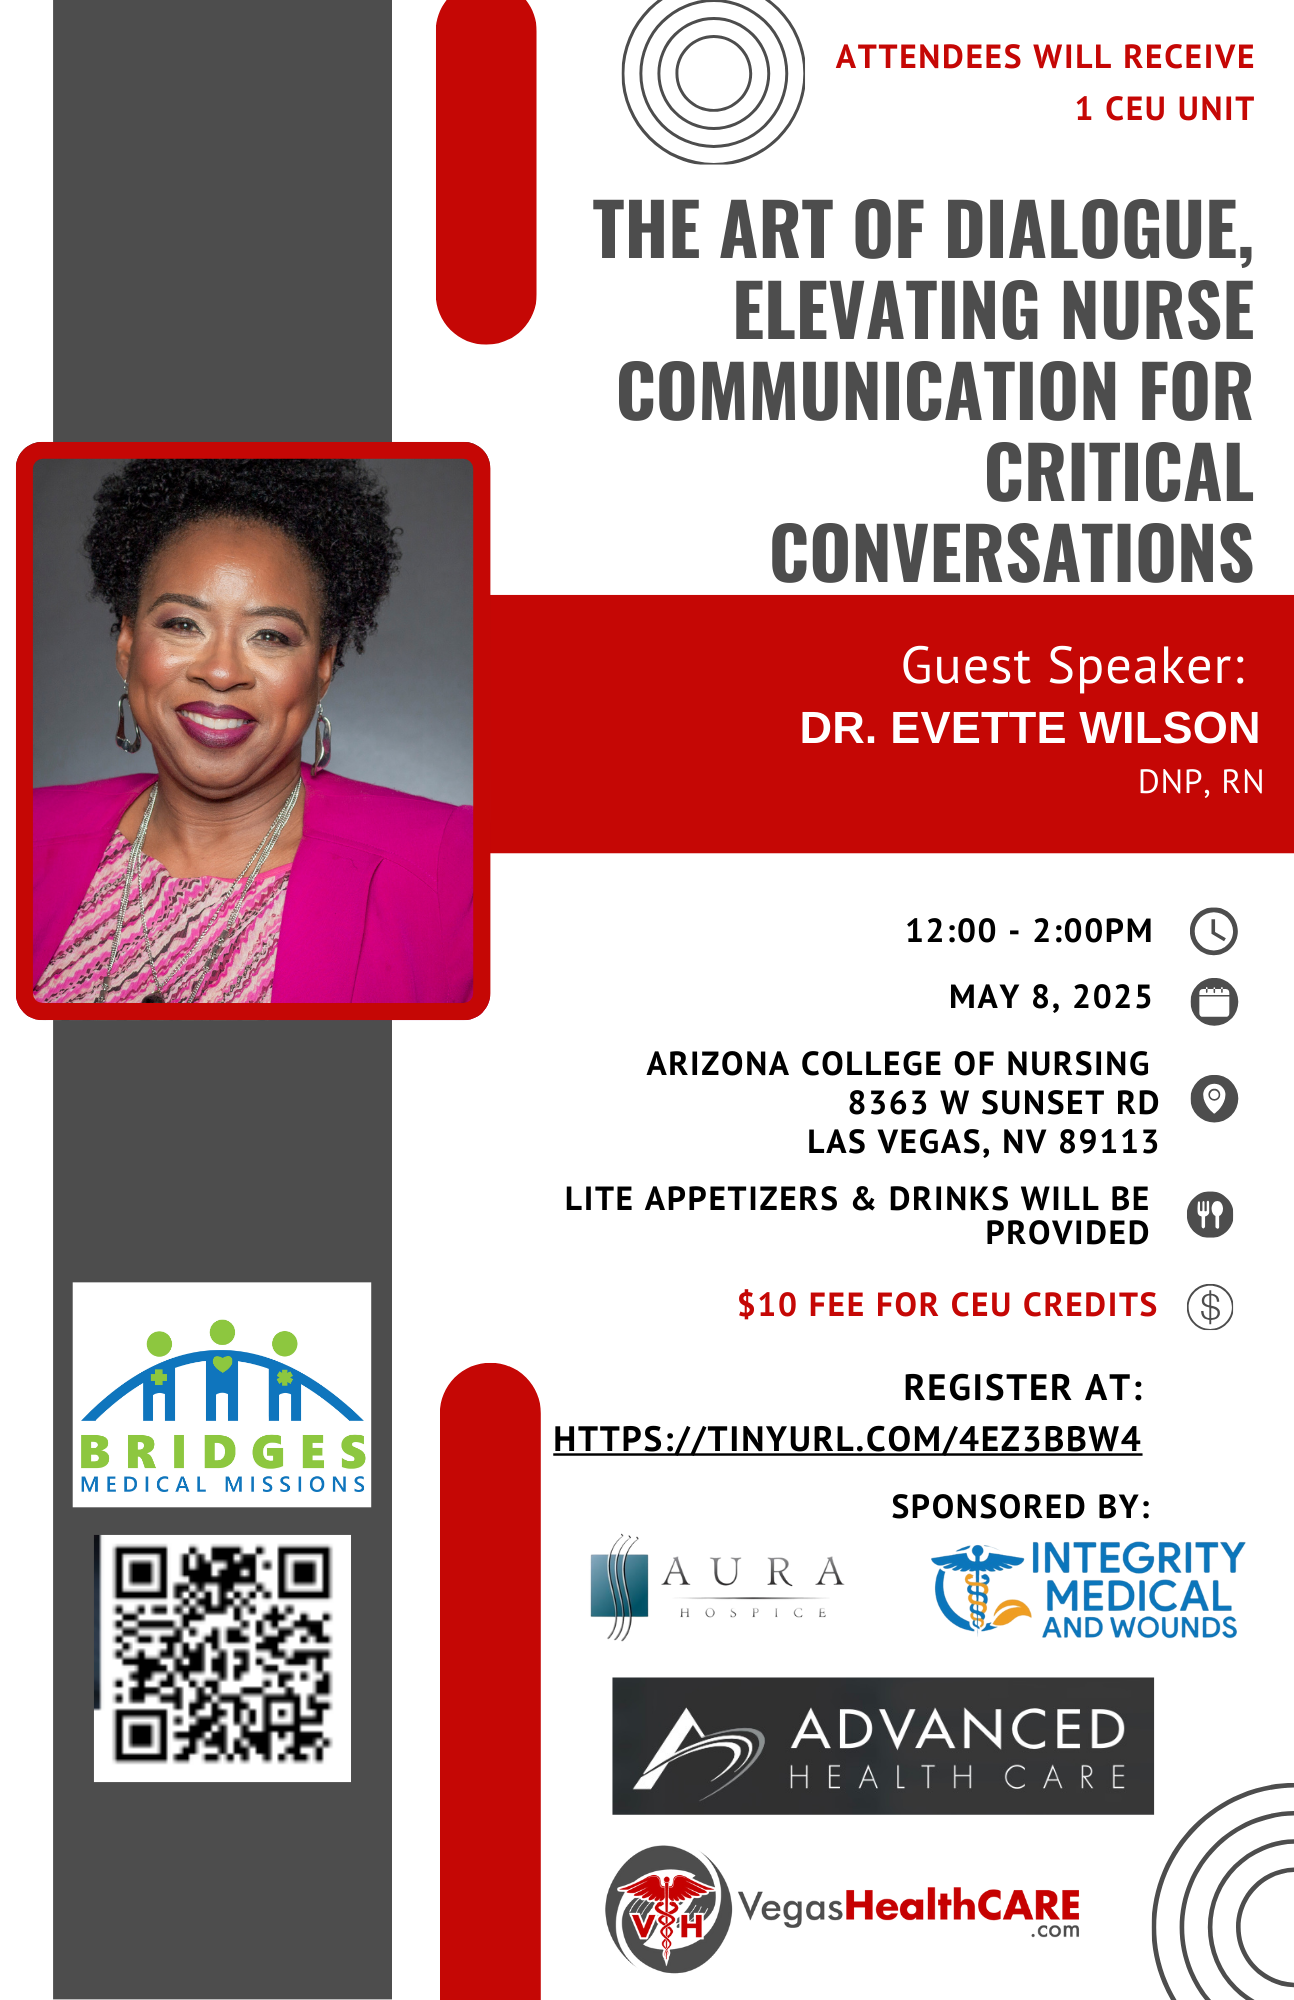 ATTENDEES WILL RECEIVE
1 CEU UNIT
THE ART OF DIALOGUE,
ELEVATING NURSE
COMMUNICATION FOR
CRITICAL
CONVERSATIONS
Guest Speaker:
DR. EVETTE WILSON
DNP, RN
12:00 - 2:00PM
MAY 8, 2025
ARIZONA COLLEGE OF NURSING
8363 W SUNSET RD
LAS VEGAS, NV 89113
LITE APPETIZERS & DRINKS WILL BE
PROVIDED
$10 FEE FOR CEU CREDITS
REGISTER AT:
HTTPS://TINYURL.COM/4EZ3BBW4
BRIDGES
MEDICAL MISSIONS
SPONSORED BY:
AURA
HOSPICE
INTEGRITY
MEDICAL
AND WOUNDS
ADVANCED
HEALTH CARE
V H
VegasHealthCARE
.com